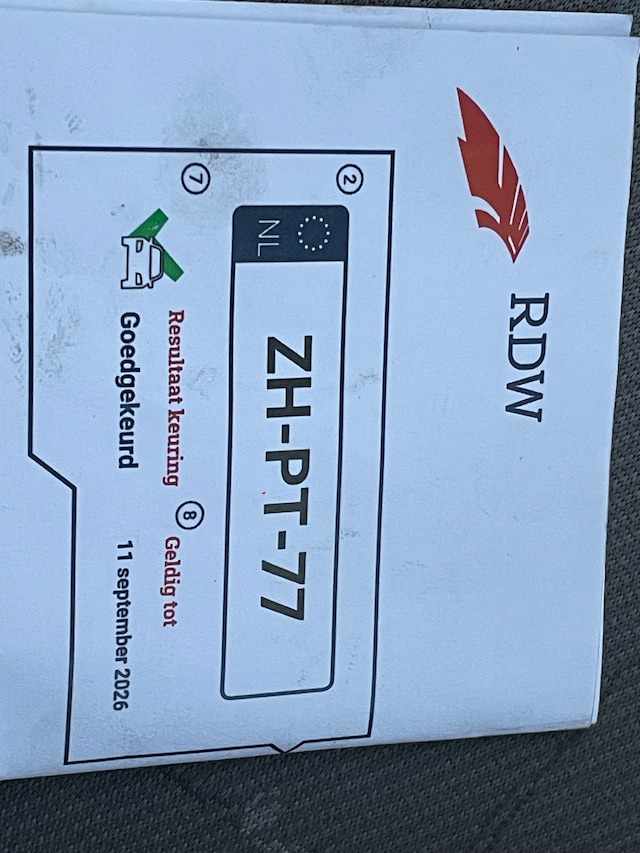 RDW
2
NL
ZH-PT-77
7 Resultaat keuring 8 Geldig tot
Goedgekeurd 11 september 2026